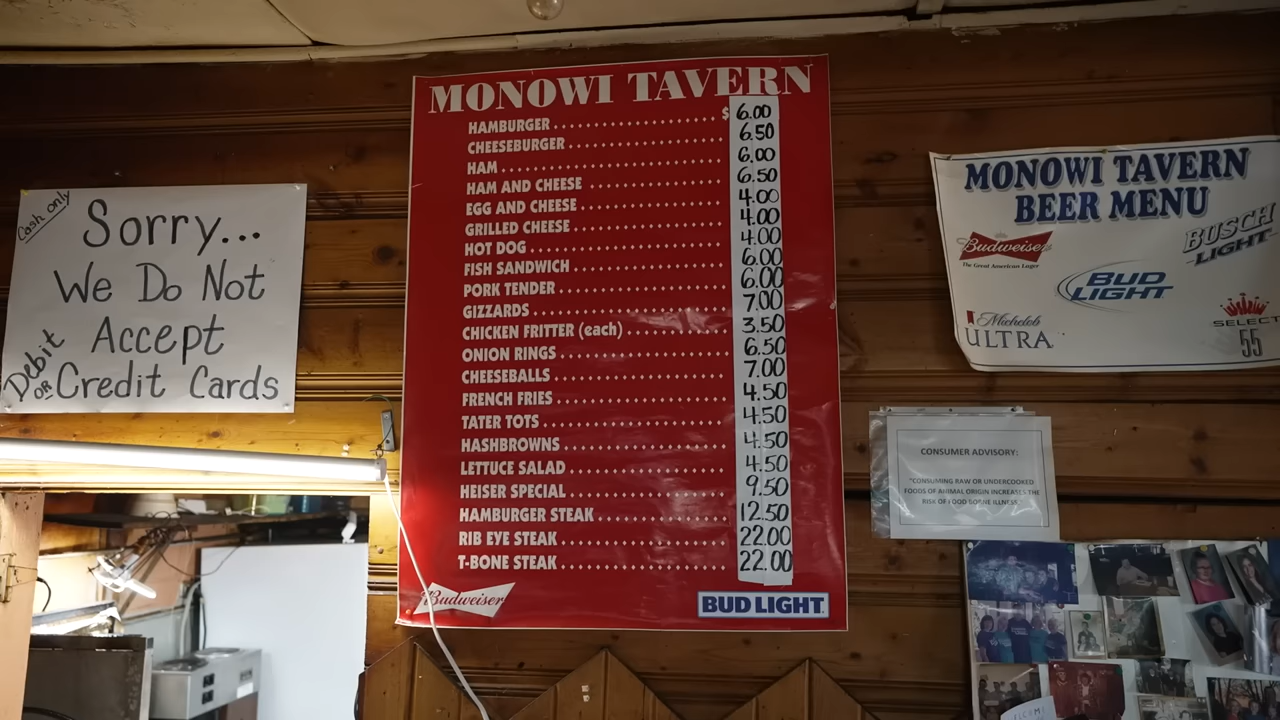 Cash only
Sorry...
We Do Not
Accept
Debit
OR Credit Cards
MONOWI TAVERN
HAMBURGER........................$ 6.00
CHEESEBURGER........................ 6.50
HAM........................ 6.00
HAM AND CHEESE........................ 6.50
EGG AND CHEESE........................ 4.00
GRILLED CHEESE........................ 4.00
HOT DOG........................ 4.00
FISH SANDWICH........................ 6.00
PORK TENDER........................ 6.00
GIZZARDS........................ 7.00
CHICKEN FRITTER (each)........................ 3.50
ONION RINGS........................ 6.50
CHEESEBALLS........................ 7.00
FRENCH FRIES........................ 4.50
TATER TOTS........................ 4.50
HASHBROWNS........................ 4.50
LETTUCE SALAD........................ 4.50
HEISER SPECIAL........................ 9.50
HAMBURGER STEAK........................ 12.50
RIB EYE STEAK........................ 22.00
T-BONE STEAK........................ 22.00
Budweiser
BUD LIGHT
MONOWI TAVERN
BEER MENU
Budweiser
The Great American Lager
BUSCH
LIGHT
BUD
LIGHT
Michelob
ULTRA
SELECT
55
CONSUMER ADVISORY:
"CONSUMING RAW OR UNDERCOOKED
FOODS OF ANIMAL ORIGIN INCREASES THE
RISK OF FOOD BORNE ILLNESS"